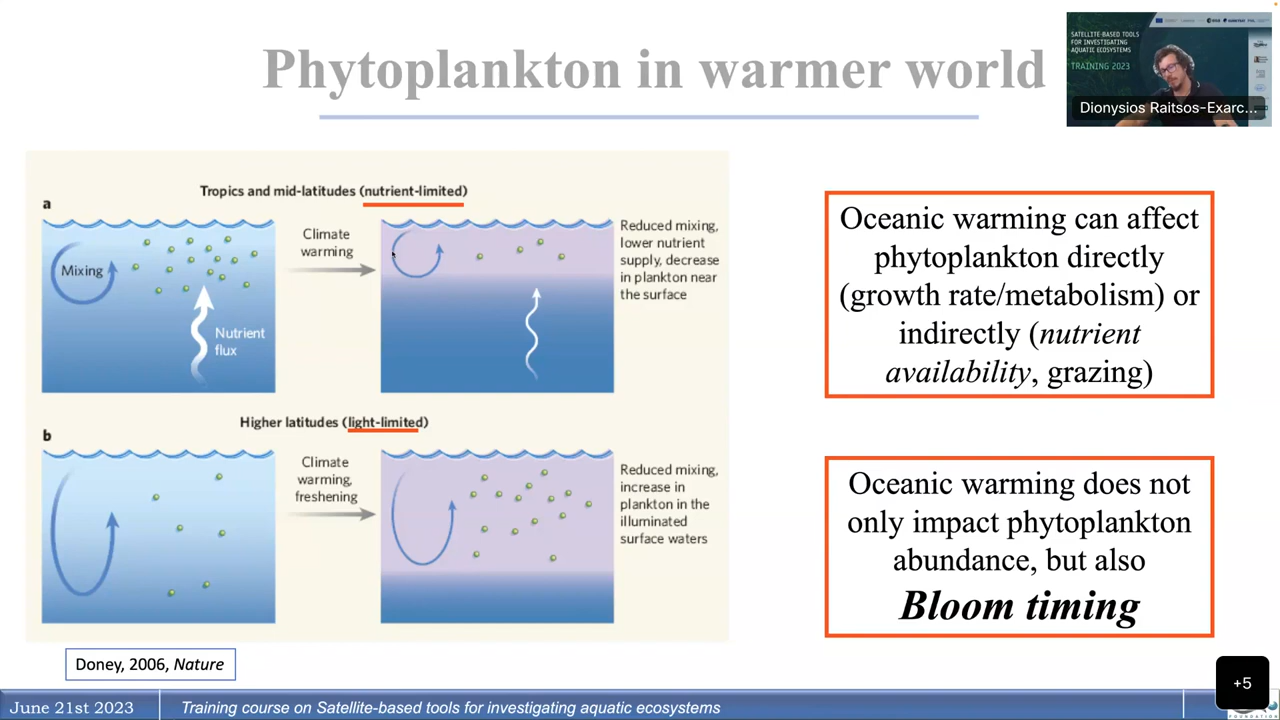 Phytoplankton in warmer world
SATELLITE-BASED TOOLS
FOR INVESTIGATING
AQUATIC ECOSYSTEMS
TRAINING 2023
Dionysios Raitsos-Exarc...
Tropics and mid-latitudes (nutrient-limited)
a
Mixing
Nutrient
flux
Climate
warming
Reduced mixing,
lower nutrient
supply, decrease
in plankton near
the surface
Higher latitudes (light-limited)
b
Climate
warming,
freshening
Reduced mixing,
increase in
plankton in the
illuminated
surface waters
Doney, 2006, Nature
Oceanic warming can affect
phytoplankton directly
(growth rate/metabolism) or
indirectly (nutrient
availability, grazing)
Oceanic warming does not
only impact phytoplankton
abundance, but also
Bloom timing
+5
June 21st 2023
Training course on Satellite-based tools for investigating aquatic ecosystems